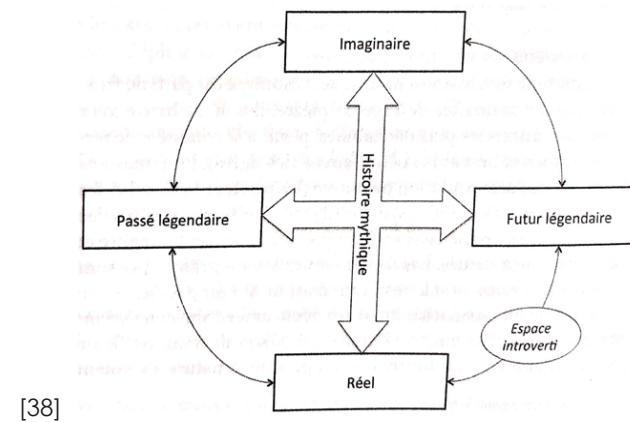 Imaginaire
Histoire mythique
Passé légendaire
Futur légendaire
Espace
introverti
Réel
[38]